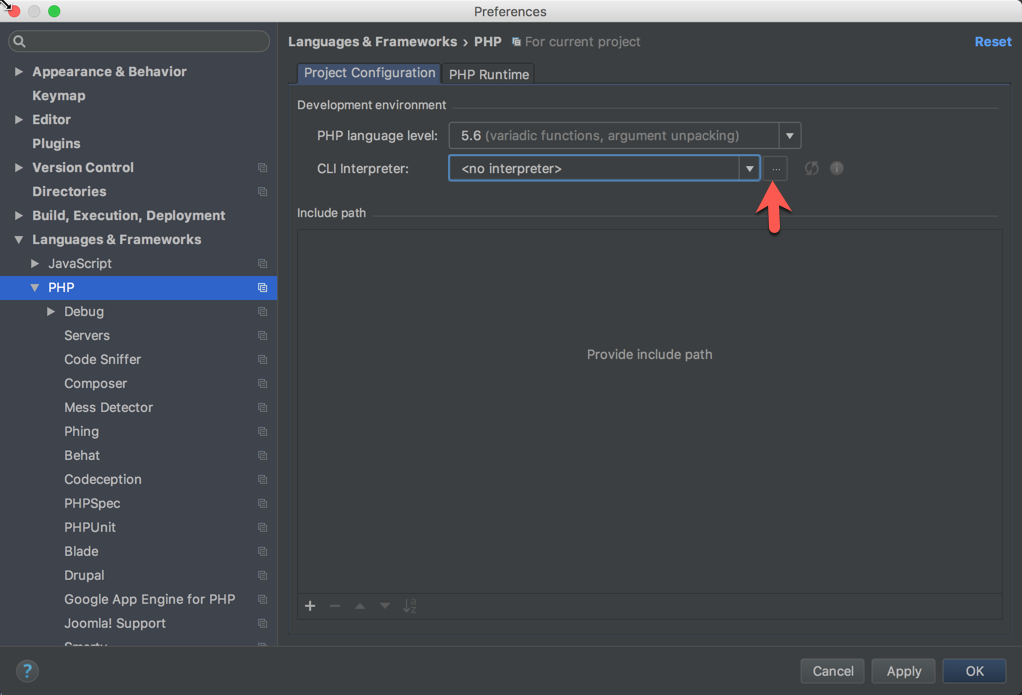 Preferences
Languages & Frameworks › PHP For current project
Reset
Appearance & Behavior
Keymap
Editor
Plugins
Version Control
Directories
Build, Execution, Deployment
Languages & Frameworks
JavaScript
PHP
Debug
Servers
Code Sniffer
Composer
Mess Detector
Phing
Behat
Codeception
PHPSpec
PHPUnit
Blade
Drupal
Google App Engine for PHP
Joomla! Support
Smarty
Project Configuration
PHP Runtime
Development environment
PHP language level: 5.6 (variadic functions, argument unpacking)
CLI Interpreter: <no interpreter> ...
Include path
Provide include path
?
Cancel
Apply
OK